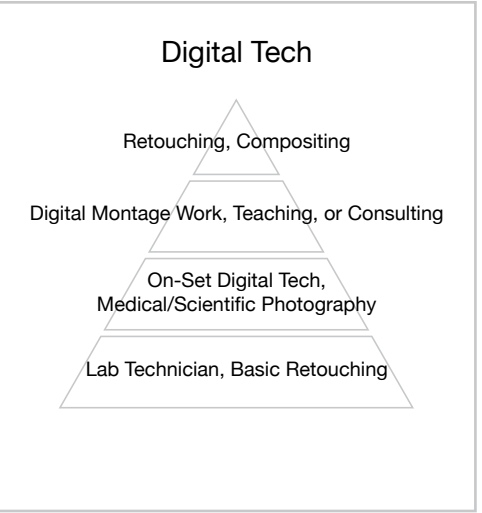 Digital Tech
Retouching, Compositing
Digital Montage Work, Teaching, or Consulting
On-Set Digital Tech,
Medical/Scientific Photography
Lab Technician, Basic Retouching